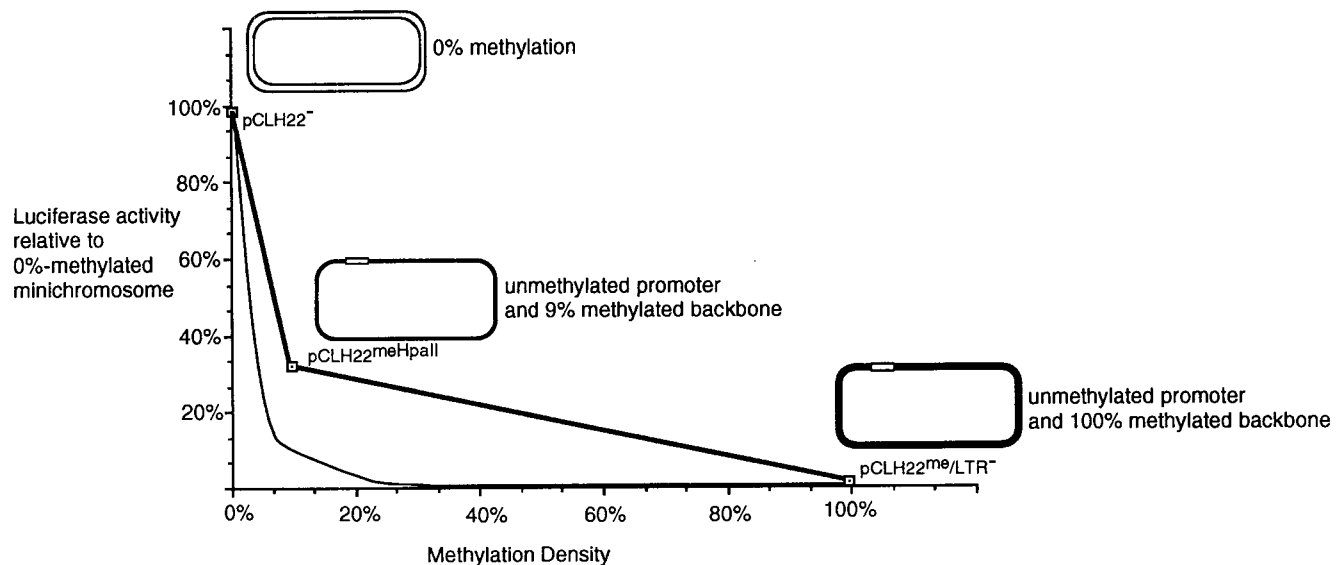 0% methylation
100%
pCLH22-
80%
Luciferase activity
relative to
0%-methylated
minichromosome
60%
unmethylated promoter
and 9% methylated backbone
40%
pCLH22meHpaII
20%
unmethylated promoter
and 100% methylated backbone
pCLH22me/LTR-
0%
20%
40%
60%
80%
100%
Methylation Density